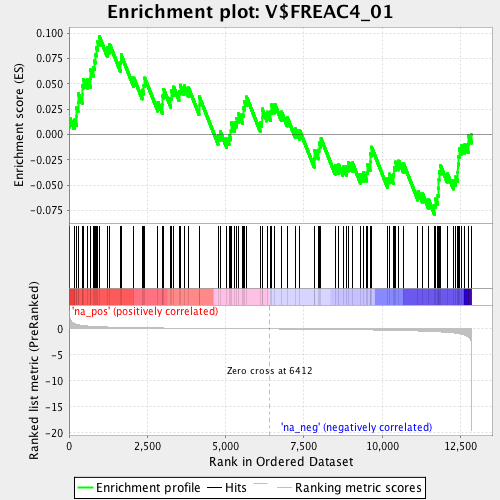 Enrichment plot: V$FREAC4_01
Enrichment score (ES)
0.100
0.075
0.050
0.025
0.000
-0.025
-0.050
-0.075
'na_pos' (positively correlated)
'na_neg' (negatively correlated)
Zero cross at 6412
Ranked list metric (PreRanked)
0
-5
-10
-15
-20
0
2,500
5,000
7,500
10,000
12,500
Rank in Ordered Dataset
Enrichment profile
Hits
Ranking metric scores